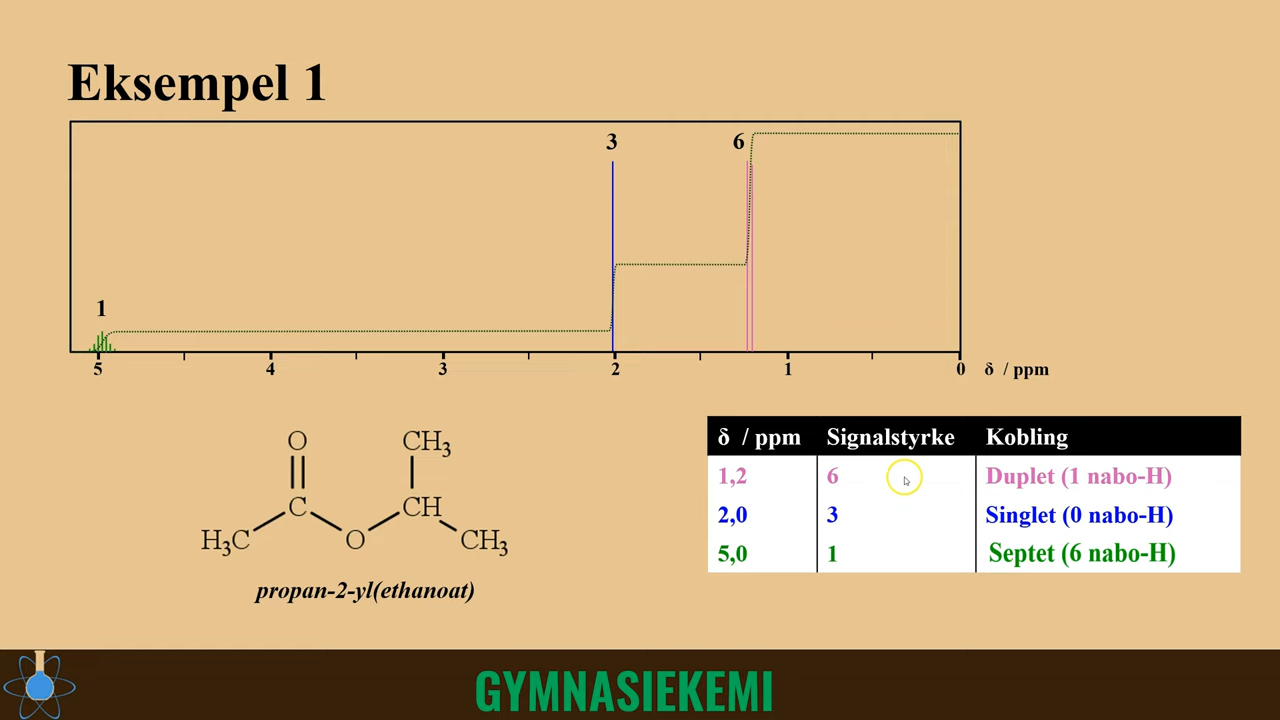 Eksempel 1
3
6
1
5 4 3 2 1 0 δ / ppm
O
CH3
C
CH
H3C
O
CH3
propan-2-yl(ethanoat)
δ / ppm Signalstyrke Kobling
1,2 6 Duplet (1 nabo-H)
2,0 3 Singlet (0 nabo-H)
5,0 1 Septet (6 nabo-H)
GYMNASIEKEMI